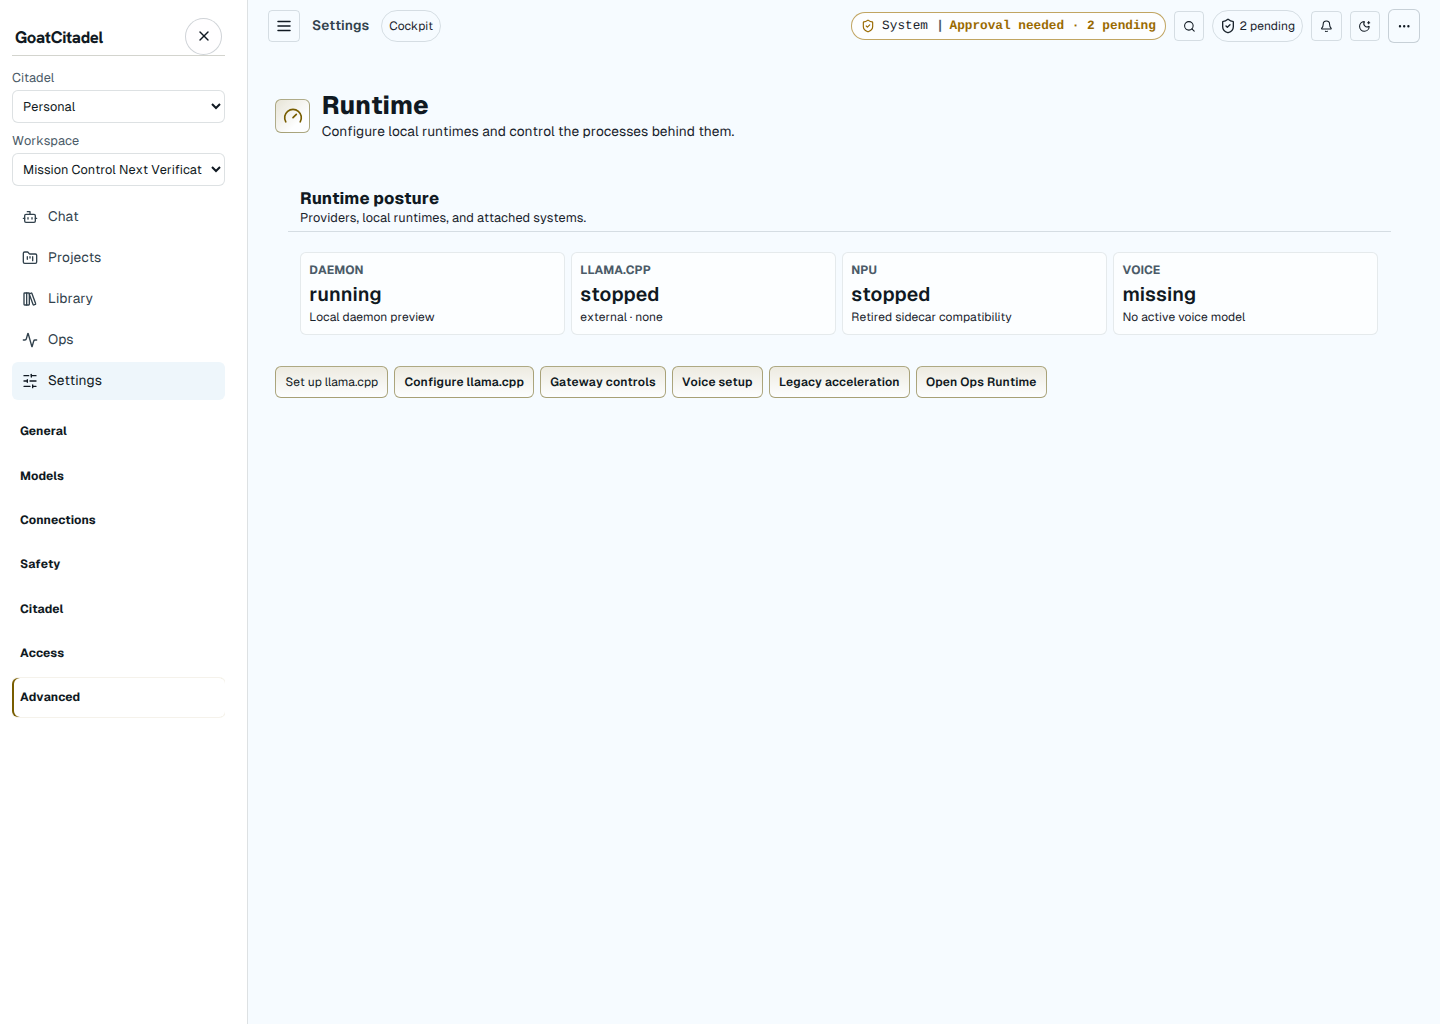 GoatCitadel
Citadel
Personal
Workspace
Mission Control Next Verificat
Chat
Projects
Library
Ops
Settings
General
Models
Connections
Safety
Citadel
Access
Advanced
Settings
Cockpit
System | Approval needed · 2 pending
2 pending
Runtime
Configure local runtimes and control the processes behind them.
Runtime posture
Providers, local runtimes, and attached systems.
DAEMON
running
Local daemon preview
LLAMA.CPP
stopped
external · none
NPU
stopped
Retired sidecar compatibility
VOICE
missing
No active voice model
Set up llama.cpp
Configure llama.cpp
Gateway controls
Voice setup
Legacy acceleration
Open Ops Runtime